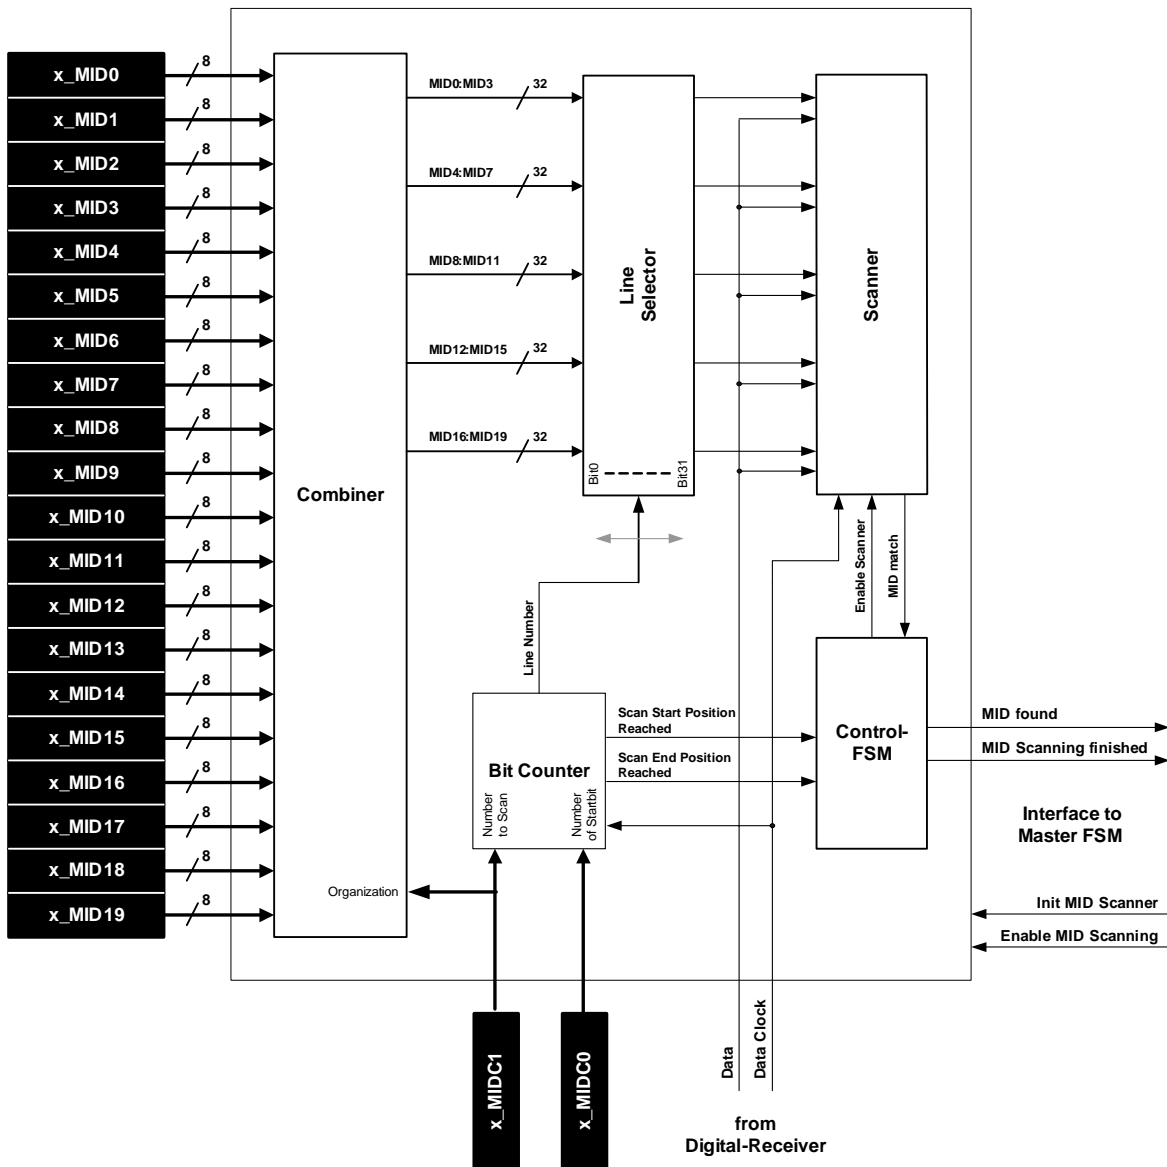 x_MID0
8
x_MID1
8
x_MID2
8
x_MID3
8
x_MID4
8
x_MID5
8
x_MID6
8
x_MID7
8
x_MID8
8
x_MID9
8
x_MID10
8
x_MID11
8
x_MID12
8
x_MID13
8
x_MID14
8
x_MID15
8
x_MID16
8
x_MID17
8
x_MID18
8
x_MID19
8
Combiner
Organization
MID0:MID3
32
MID4:MID7
32
MID8:MID11
32
MID12:MID15
32
MID16:MID19
32
Line
Selector
Bit0
Bit31
Scanner
Line Number
Enable Scanner
MID match
Bit Counter
Number
to Scan
Number
of Startbit
Scan Start Position
Reached
Scan End Position
Reached
Control-
FSM
MID found
MID Scanning finished
Interface to
Master FSM
Init MID Scanner
Enable MID Scanning
x_MIDC1
x_MIDC0
Data
Data Clock
from
Digital-Receiver